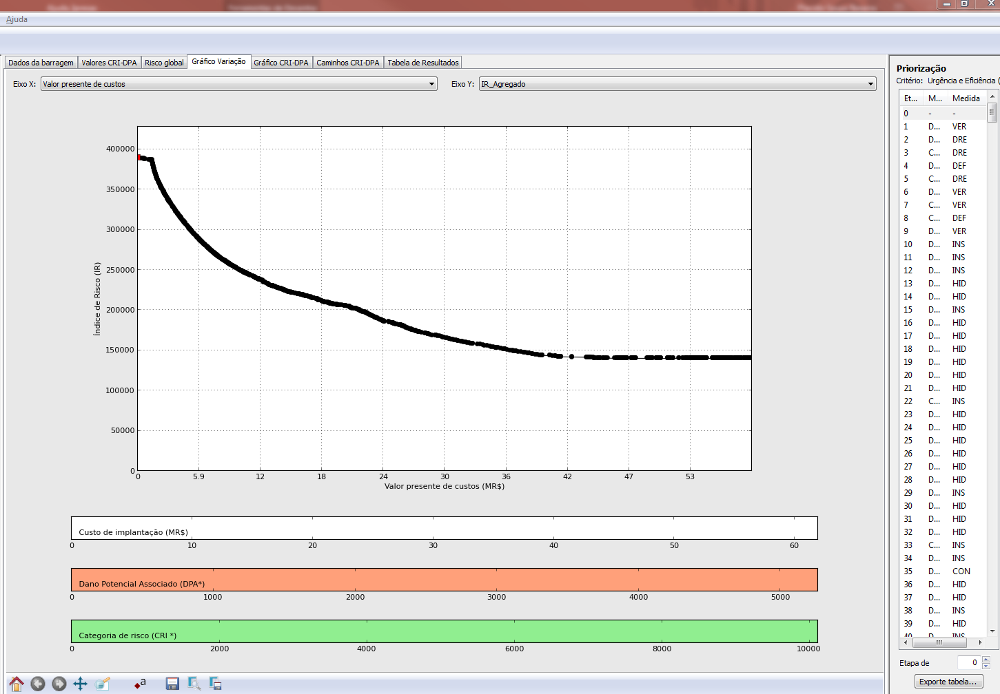 Ajuda
Dados da barragem Valores CRI-DPA Risco global Gráfico Variação Gráfico CRI-DPA Caminhos CRI-DPA Tabela de Resultados
Eixo X: Valor presente de custos Eixo Y: IR_Agregado
400000
350000
300000
250000
200000
150000
100000
50000
0
Índice de Risco (IR)
0 5.9 12 18 24 30 36 42 47 53
Valor presente de custos (MR$)
Custo de implantação (MR$)
0 10 20 30 40 50 60
Dano Potencial Associado (DPA*)
0 1000 2000 3000 4000 5000
Categoria de risco (CRI *)
0 2000 4000 6000 8000 10000
a
Priorização
Critério: Urgência e Eficiência (
Et... M... Medida
0 - -
1 D... VER
2 D... DRE
3 C... DRE
4 D... DEF
5 C... DRE
6 D... VER
7 C... VER
8 C... DEF
9 D... VER
10 D... INS
11 D... INS
12 D... INS
13 D... HID
14 D... HID
15 D... INS
16 D... HID
17 D... HID
18 D... HID
19 D... HID
20 D... HID
21 D... HID
22 C... INS
23 D... HID
24 D... HID
25 D... HID
26 D... HID
27 D... HID
28 D... HID
29 D... INS
30 D... HID
31 D... HID
32 D... HID
33 C... INS
34 D... INS
35 D... CON
36 D... HID
37 D... HID
38 D... INS
39 D... HID
40 D... INS
Etapa de 0
Exporte tabela...